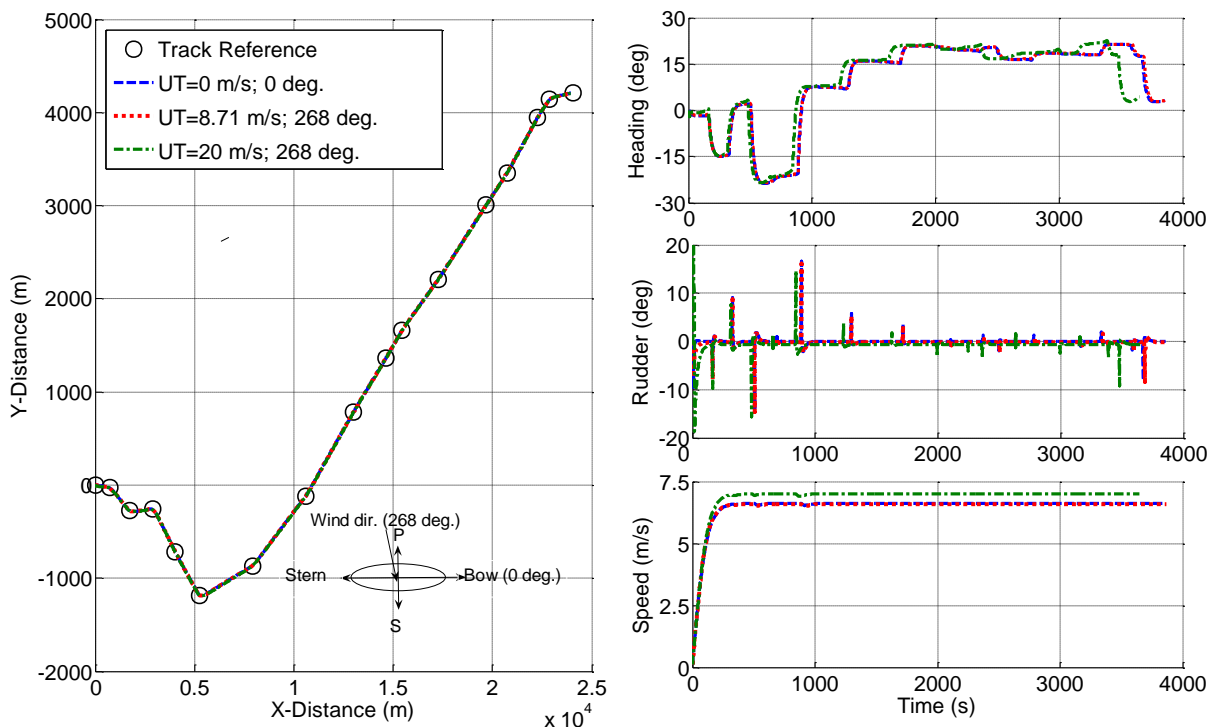 5000
4000
3000
2000
1000
0
-1000
-2000
0
0.5
1
1.5
2
2.5
x 10^4
X-Distance (m)
Y-Distance (m)
Track Reference
UT=0 m/s; 0 deg.
UT=8.71 m/s; 268 deg.
UT=20 m/s; 268 deg.
Wind dir. (268 deg.)
P
Stern
Bow (0 deg.)
S
30
15
0
-15
-30
Heading (deg)
0
1000
2000
3000
4000
20
10
0
-10
-20
Rudder (deg)
0
1000
2000
3000
4000
7.5
5
2.5
0
Speed (m/s)
0
1000
2000
3000
4000
Time (s)